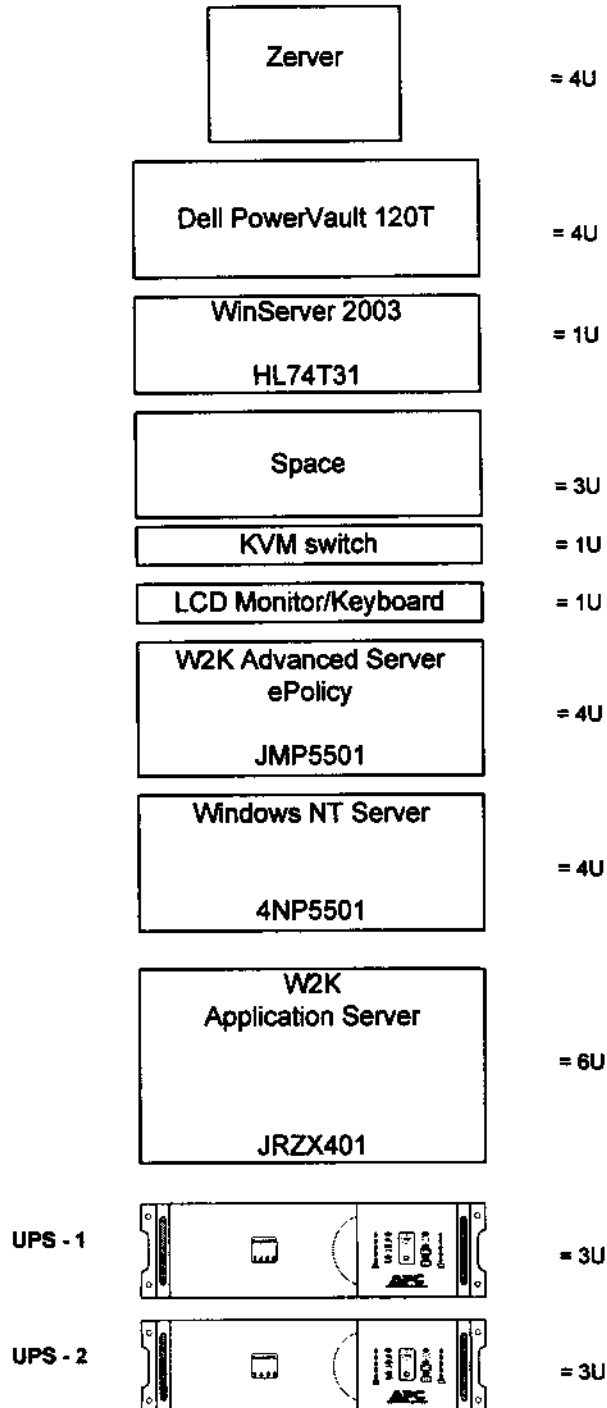 Zerver
= 4U
Dell PowerVault 120T
= 4U
WinServer 2003
= 1U
HL74T31
Space
= 3U
KVM switch
= 1U
LCD Monitor/Keyboard
= 1U
W2K Advanced Server
ePolicy
= 4U
JMP5501
Windows NT Server
= 4U
4NP5501
W2K
Application Server
= 6U
JRZX401
UPS - 1
APC
= 3U
UPS - 2
APC
= 3U